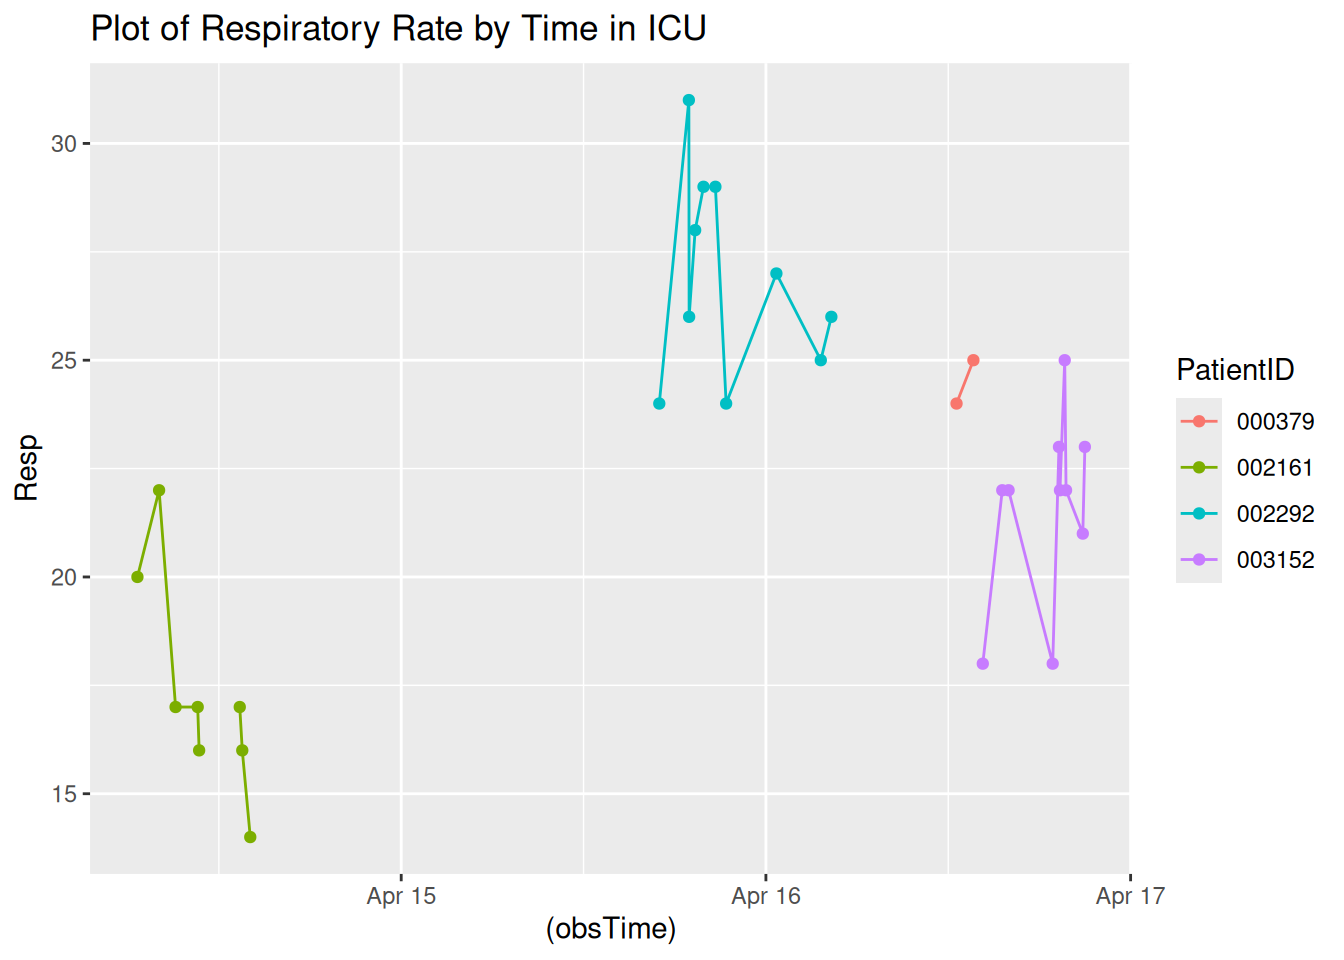 Plot of Respiratory Rate by Time in ICU
30
25
20
15
Resp
Apr 15
Apr 16
Apr 17
(obsTime)
PatientID
000379
002161
002292
003152